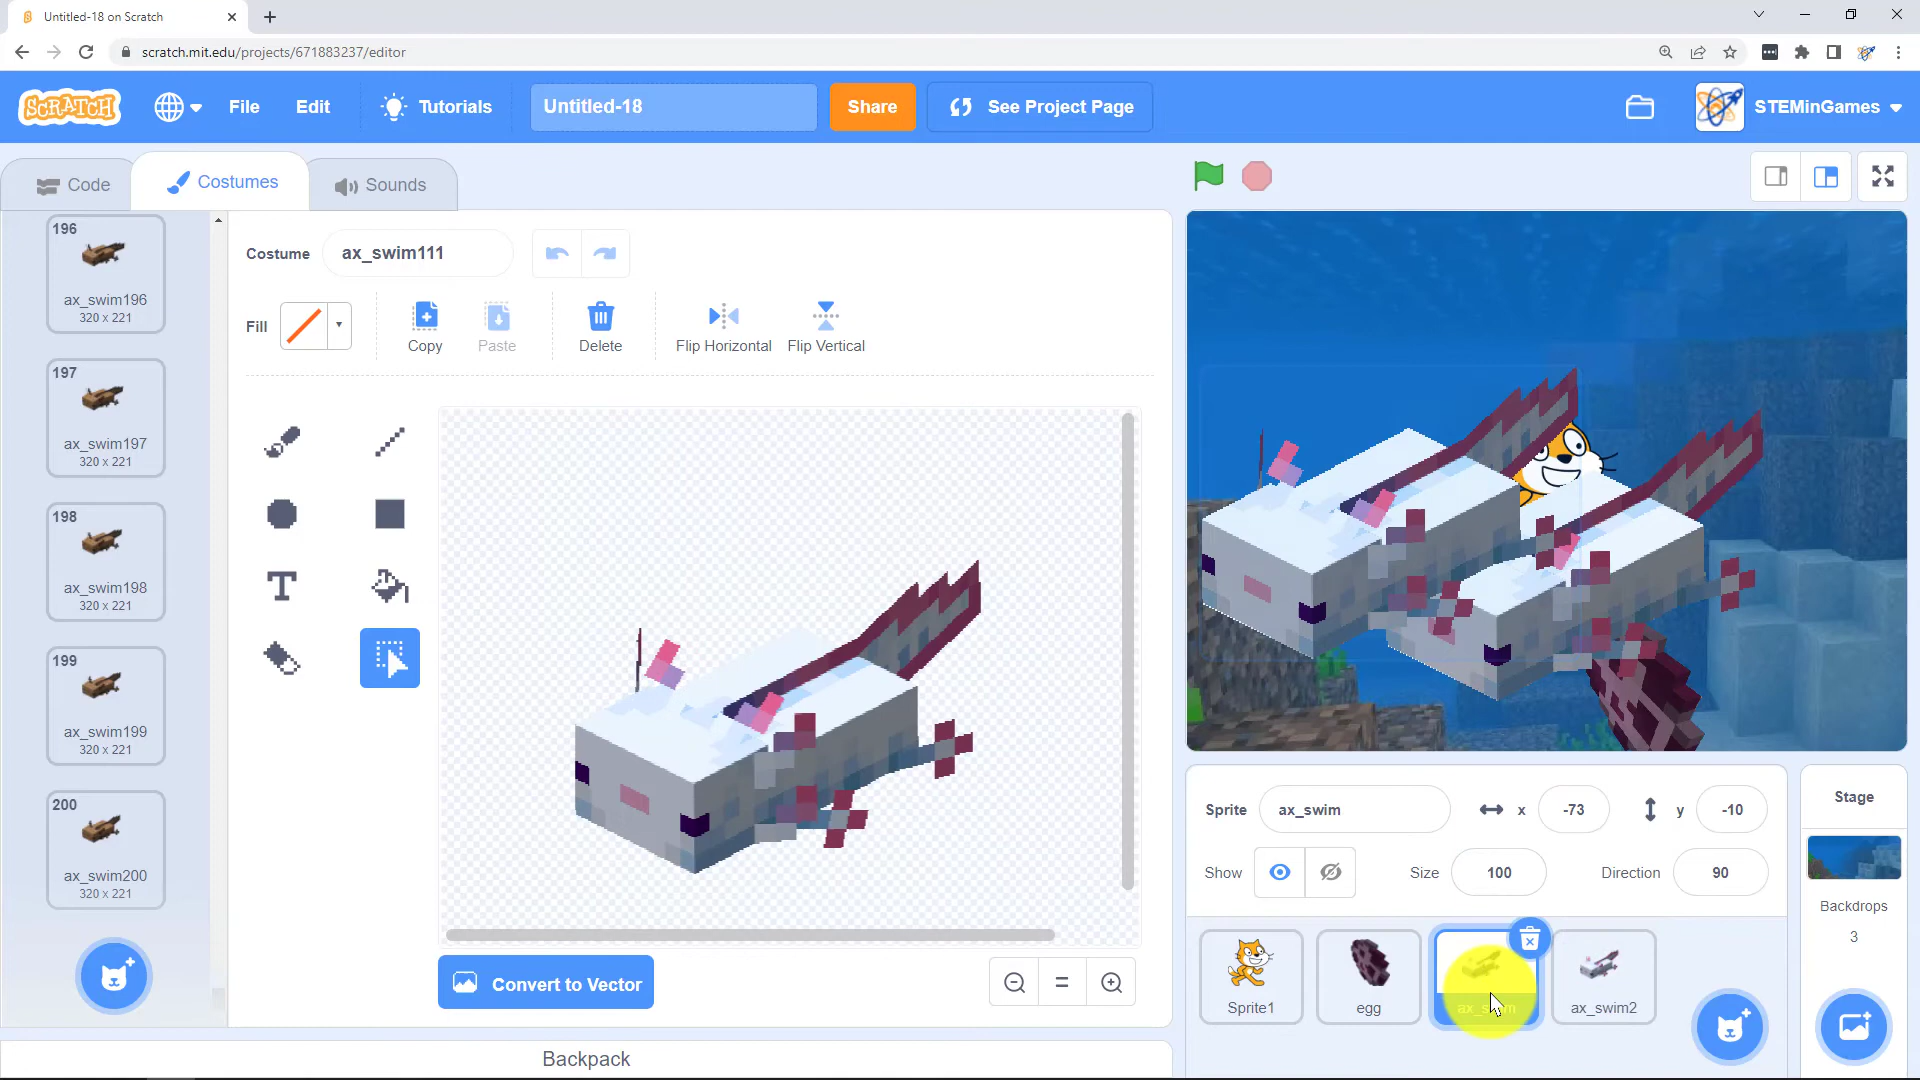 Untitled-18 on Scratch
scratch.mit.edu/projects/671883237/editor
SCRATCH
File
Edit
Tutorials
Untitled-18
Share
See Project Page
STEMinGames
Code
Costumes
Sounds
196
ax_swim196
320 x 221
197
ax_swim197
320 x 221
198
ax_swim198
320 x 221
199
ax_swim199
320 x 221
200
ax_swim200
320 x 221
Costume
ax_swim111
Fill
Copy
Paste
Delete
Flip Horizontal
Flip Vertical
T
Convert to Vector
Backpack
Sprite
ax_swim
x
-73
y
-10
Show
Size
100
Direction
90
Sprite1
egg
ax_swim
ax_swim2
Stage
Backdrops
3